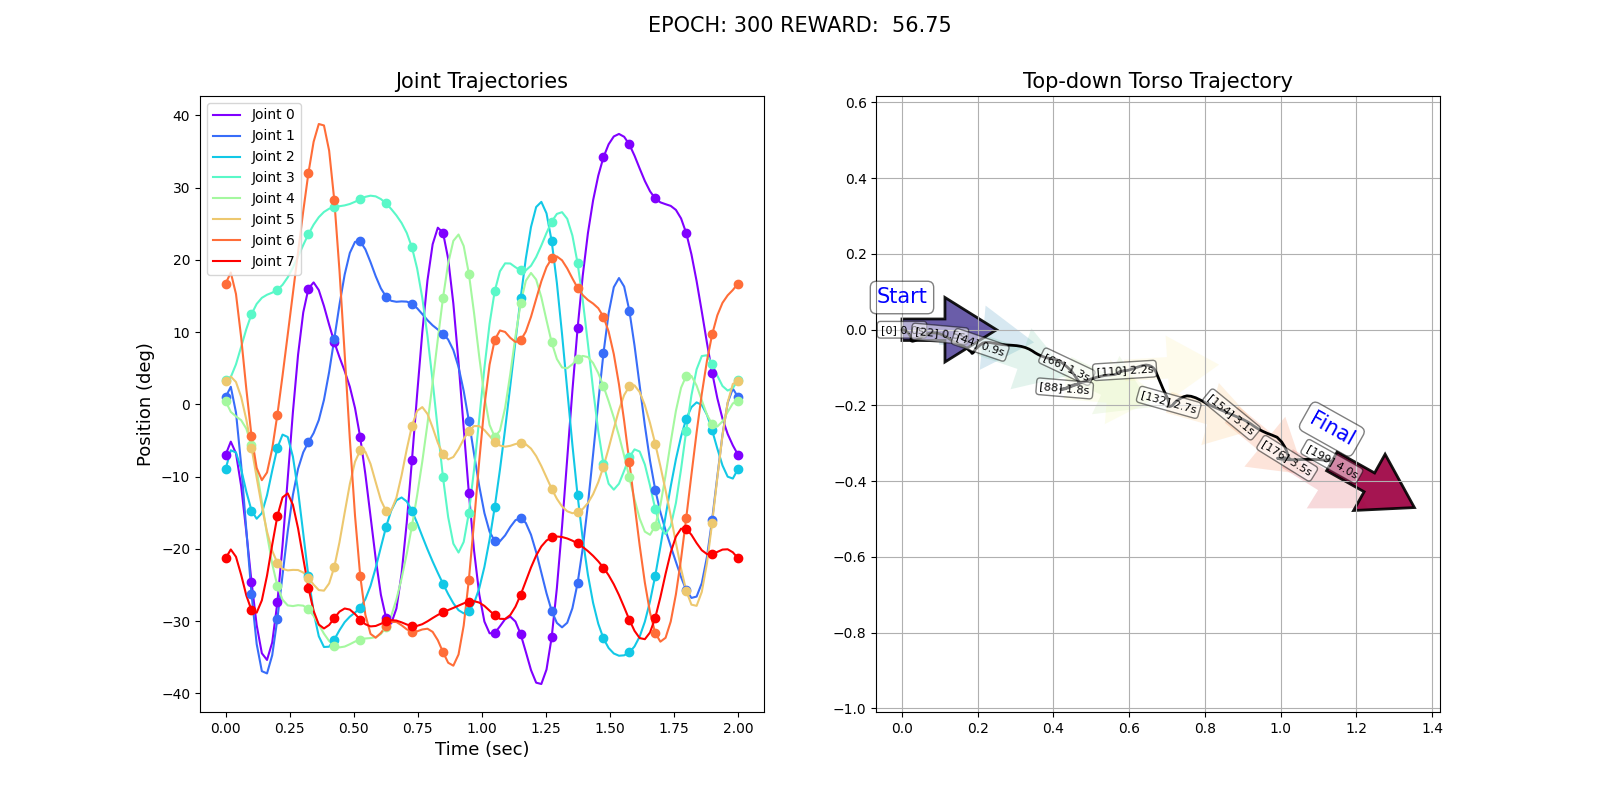 EPOCH: 300 REWARD:  56.75
Joint Trajectories
Position (deg)
40
30
20
10
0
−10
−20
−30
−40
Joint 0
Joint 1
Joint 2
Joint 3
Joint 4
Joint 5
Joint 6
Joint 7
0.00
0.25
0.50
0.75
1.00
1.25
1.50
1.75
2.00
Time (sec)
Top-down Torso Trajectory
0.6
0.4
0.2
0.0
−0.2
−0.4
−0.6
−0.8
−1.0
Start
[0] 0.
[22] 0.
[44] 0.9s
[66] 1.3s
[88] 1.8s
[110] 2.2s
[132] 2.7s
[154] 3.1s
[176] 3.5s
[199] 4.0s
Final
0.0
0.2
0.4
0.6
0.8
1.0
1.2
1.4